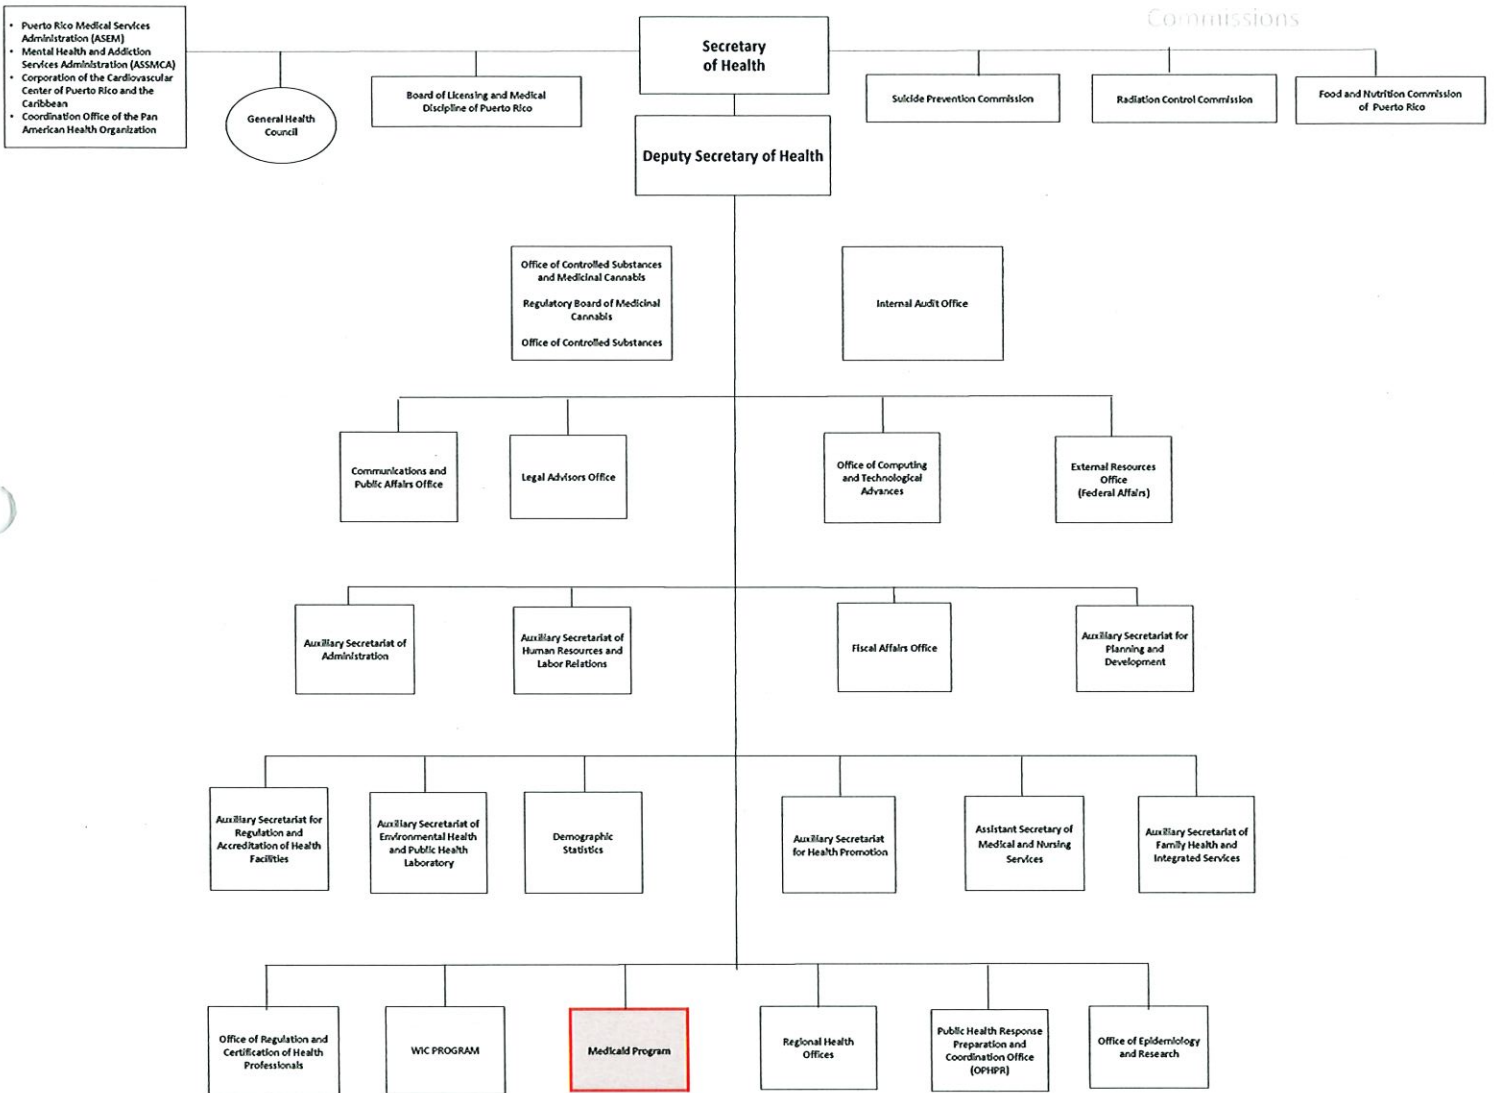 Commissions
• Puerto Rico Medical Services
Administration (ASEM)
• Mental Health and Addiction
Services Administration (ASSMCA)
• Corporation of the Cardiovascular
Center of Puerto Rico and the
Caribbean
• Coordination Office of the Pan
American Health Organization
General Health
Council
Board of Licensing and Medical
Discipline of Puerto Rico
Secretary
of Health
Suicide Prevention Commission
Radiation Control Commission
Food and Nutrition Commission
of Puerto Rico
Deputy Secretary of Health
Office of Controlled Substances
and Medicinal Cannabis
Regulatory Board of Medicinal
Cannabis
Office of Controlled Substances
Internal Audit Office
Communications and
Public Affairs Office
Legal Advisors Office
Office of Computing
and Technological
Advances
External Resources
Office
(Federal Affairs)
Auxiliary Secretariat of
Administration
Auxiliary Secretariat of
Human Resources and
Labor Relations
Fiscal Affairs Office
Auxiliary Secretariat for
Planning and
Development
Auxiliary Secretariat for
Regulation and
Accreditation of Health
Facilities
Auxiliary Secretariat of
Environmental Health
and Public Health
Laboratory
Demographic
Statistics
Auxiliary Secretariat
for Health Promotion
Assistant Secretary of
Medical and Nursing
Services
Auxiliary Secretariat of
Family Health and
Integrated Services
Office of Regulation and
Certification of Health
Professionals
WIC PROGRAM
Medicaid Program
Regional Health
Offices
Public Health Response
Preparation and
Coordination Office
(OPHPR)
Office of Epidemiology
and Research